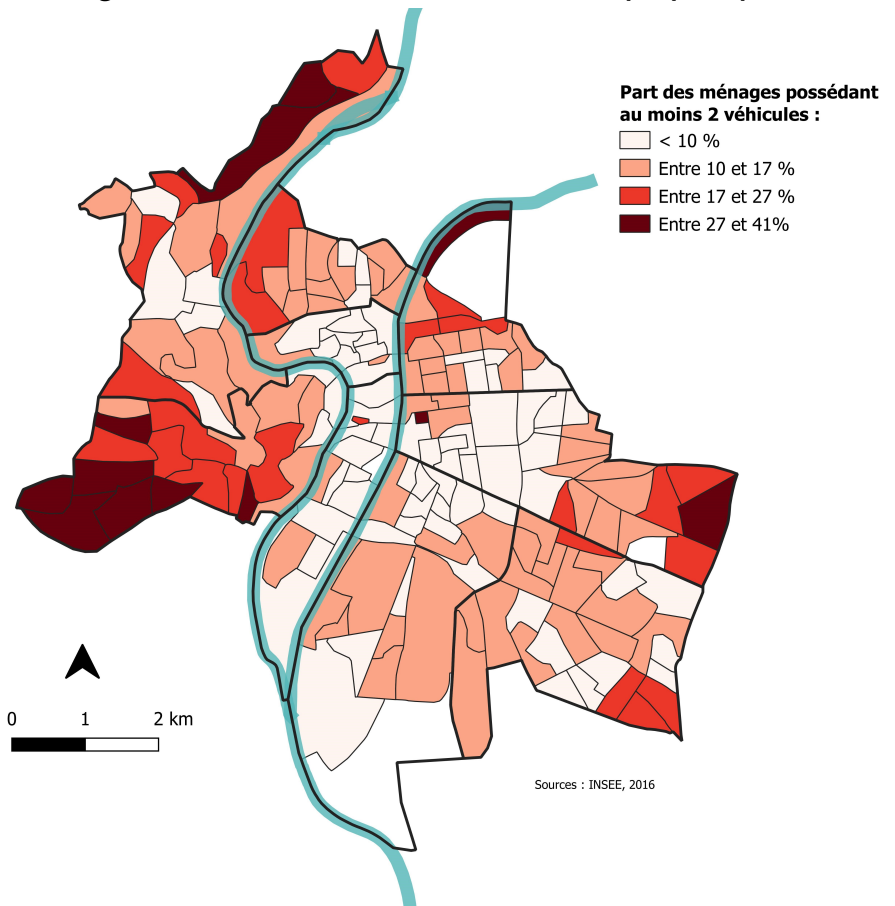 Part des ménages possédant
au moins 2 véhicules :
< 10 %
Entre 10 et 17 %
Entre 17 et 27 %
Entre 27 et 41%
0 1 2 km
Sources : INSEE, 2016